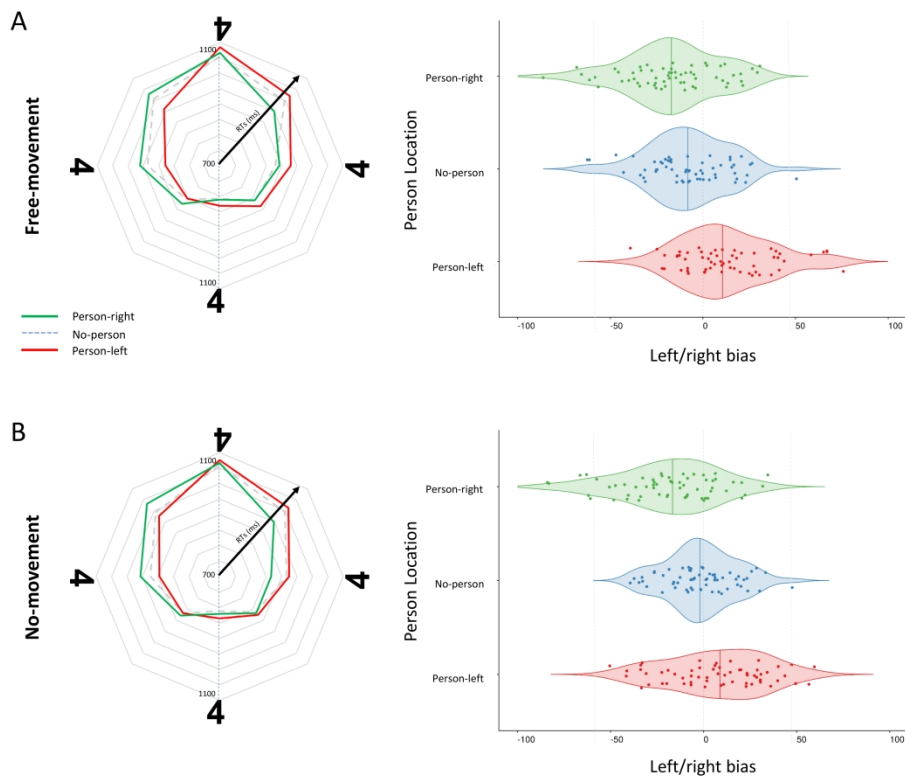 A
4
1100
4
RTs (ms)
700
4
1100
4
Free-movement
Person-right
No-person
Person-left
Person Location
Person-right
No-person
Person-left
-100
-50
0
50
100
Left/right bias
B
4
1100
4
RTs (ms)
700
4
1100
4
No-movement
Person Location
Person-right
No-person
Person-left
-100
-50
0
50
100
Left/right bias